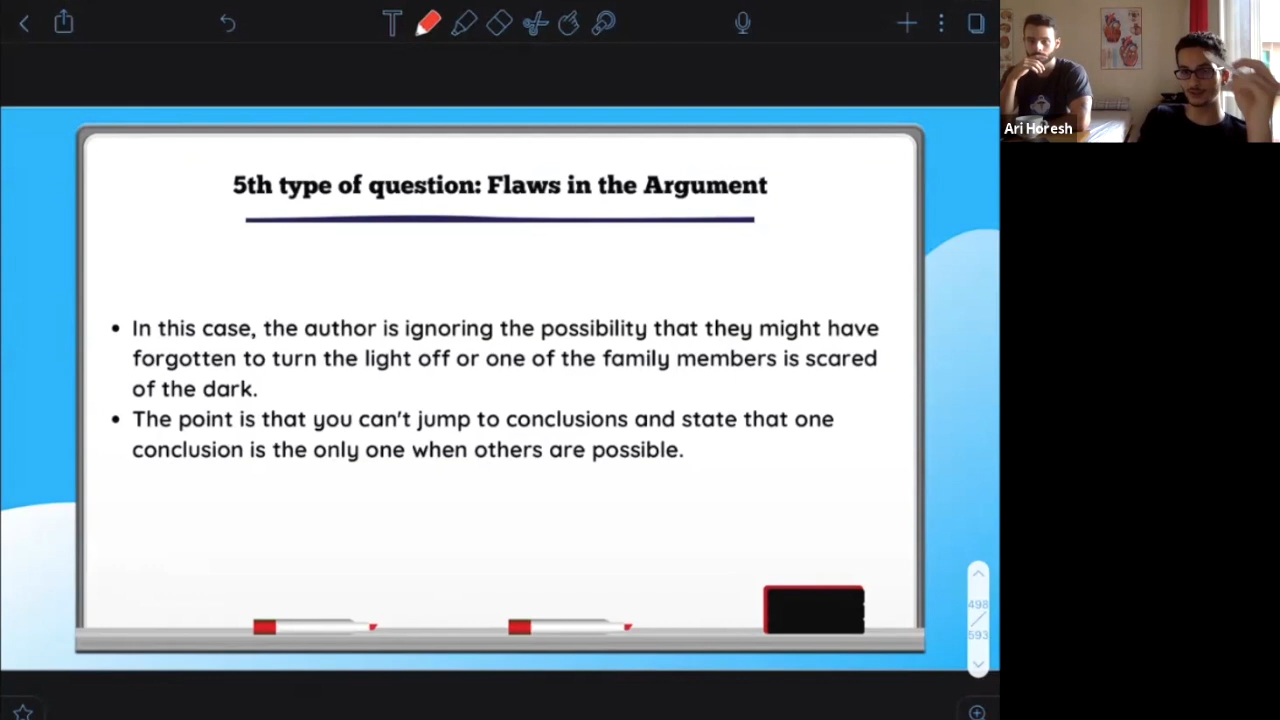 5th type of question: Flaws in the Argument
• In this case, the author is ignoring the possibility that they might have
forgotten to turn the light off or one of the family members is scared
of the dark.
• The point is that you can't jump to conclusions and state that one
conclusion is the only one when others are possible.
498
593
Ari Horesh